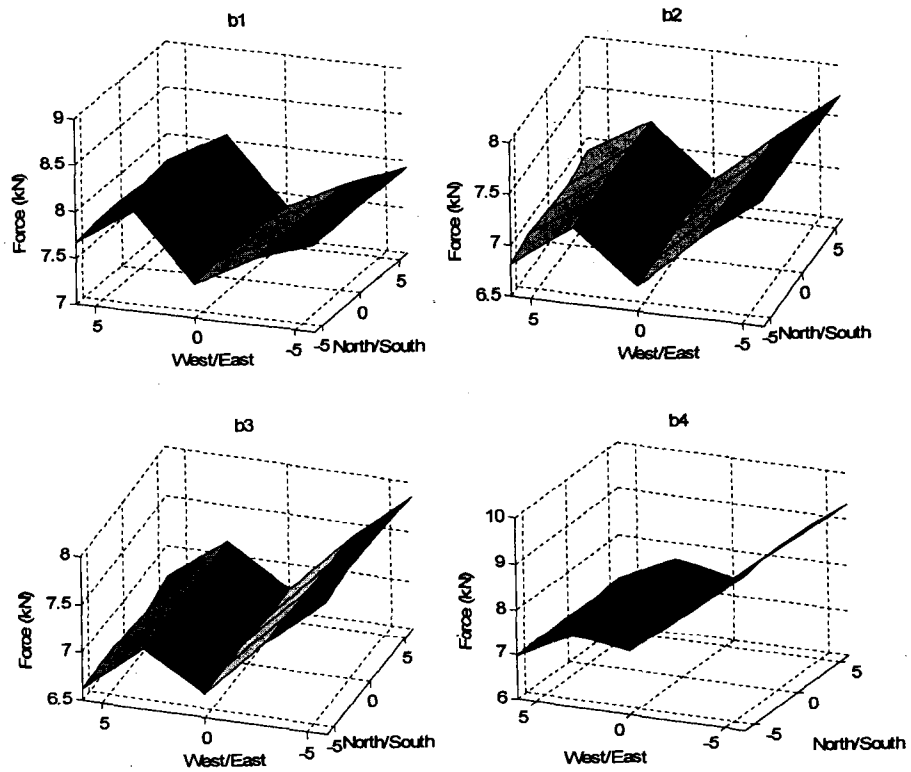 b1
9
8.5
8
7.5
7
Force (kN)
5
0
-5
West/East
-5
0
5
North/South
b2
8
7.5
7
6.5
Force (kN)
5
0
-5
West/East
-5
0
5
North/South
b3
8
7.5
7
6.5
Force (kN)
5
0
-5
West/East
-5
0
5
North/South
b4
10
9
8
7
6
Force (kN)
5
0
-5
West/East
-5
0
5
North/South